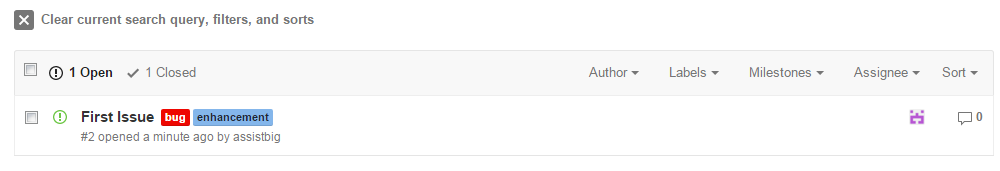 Clear current search query, filters, and sorts
1 Open 1 Closed Author Labels Milestones Assignee Sort
First Issue bug enhancement 0
#2 opened a minute ago by assistbig